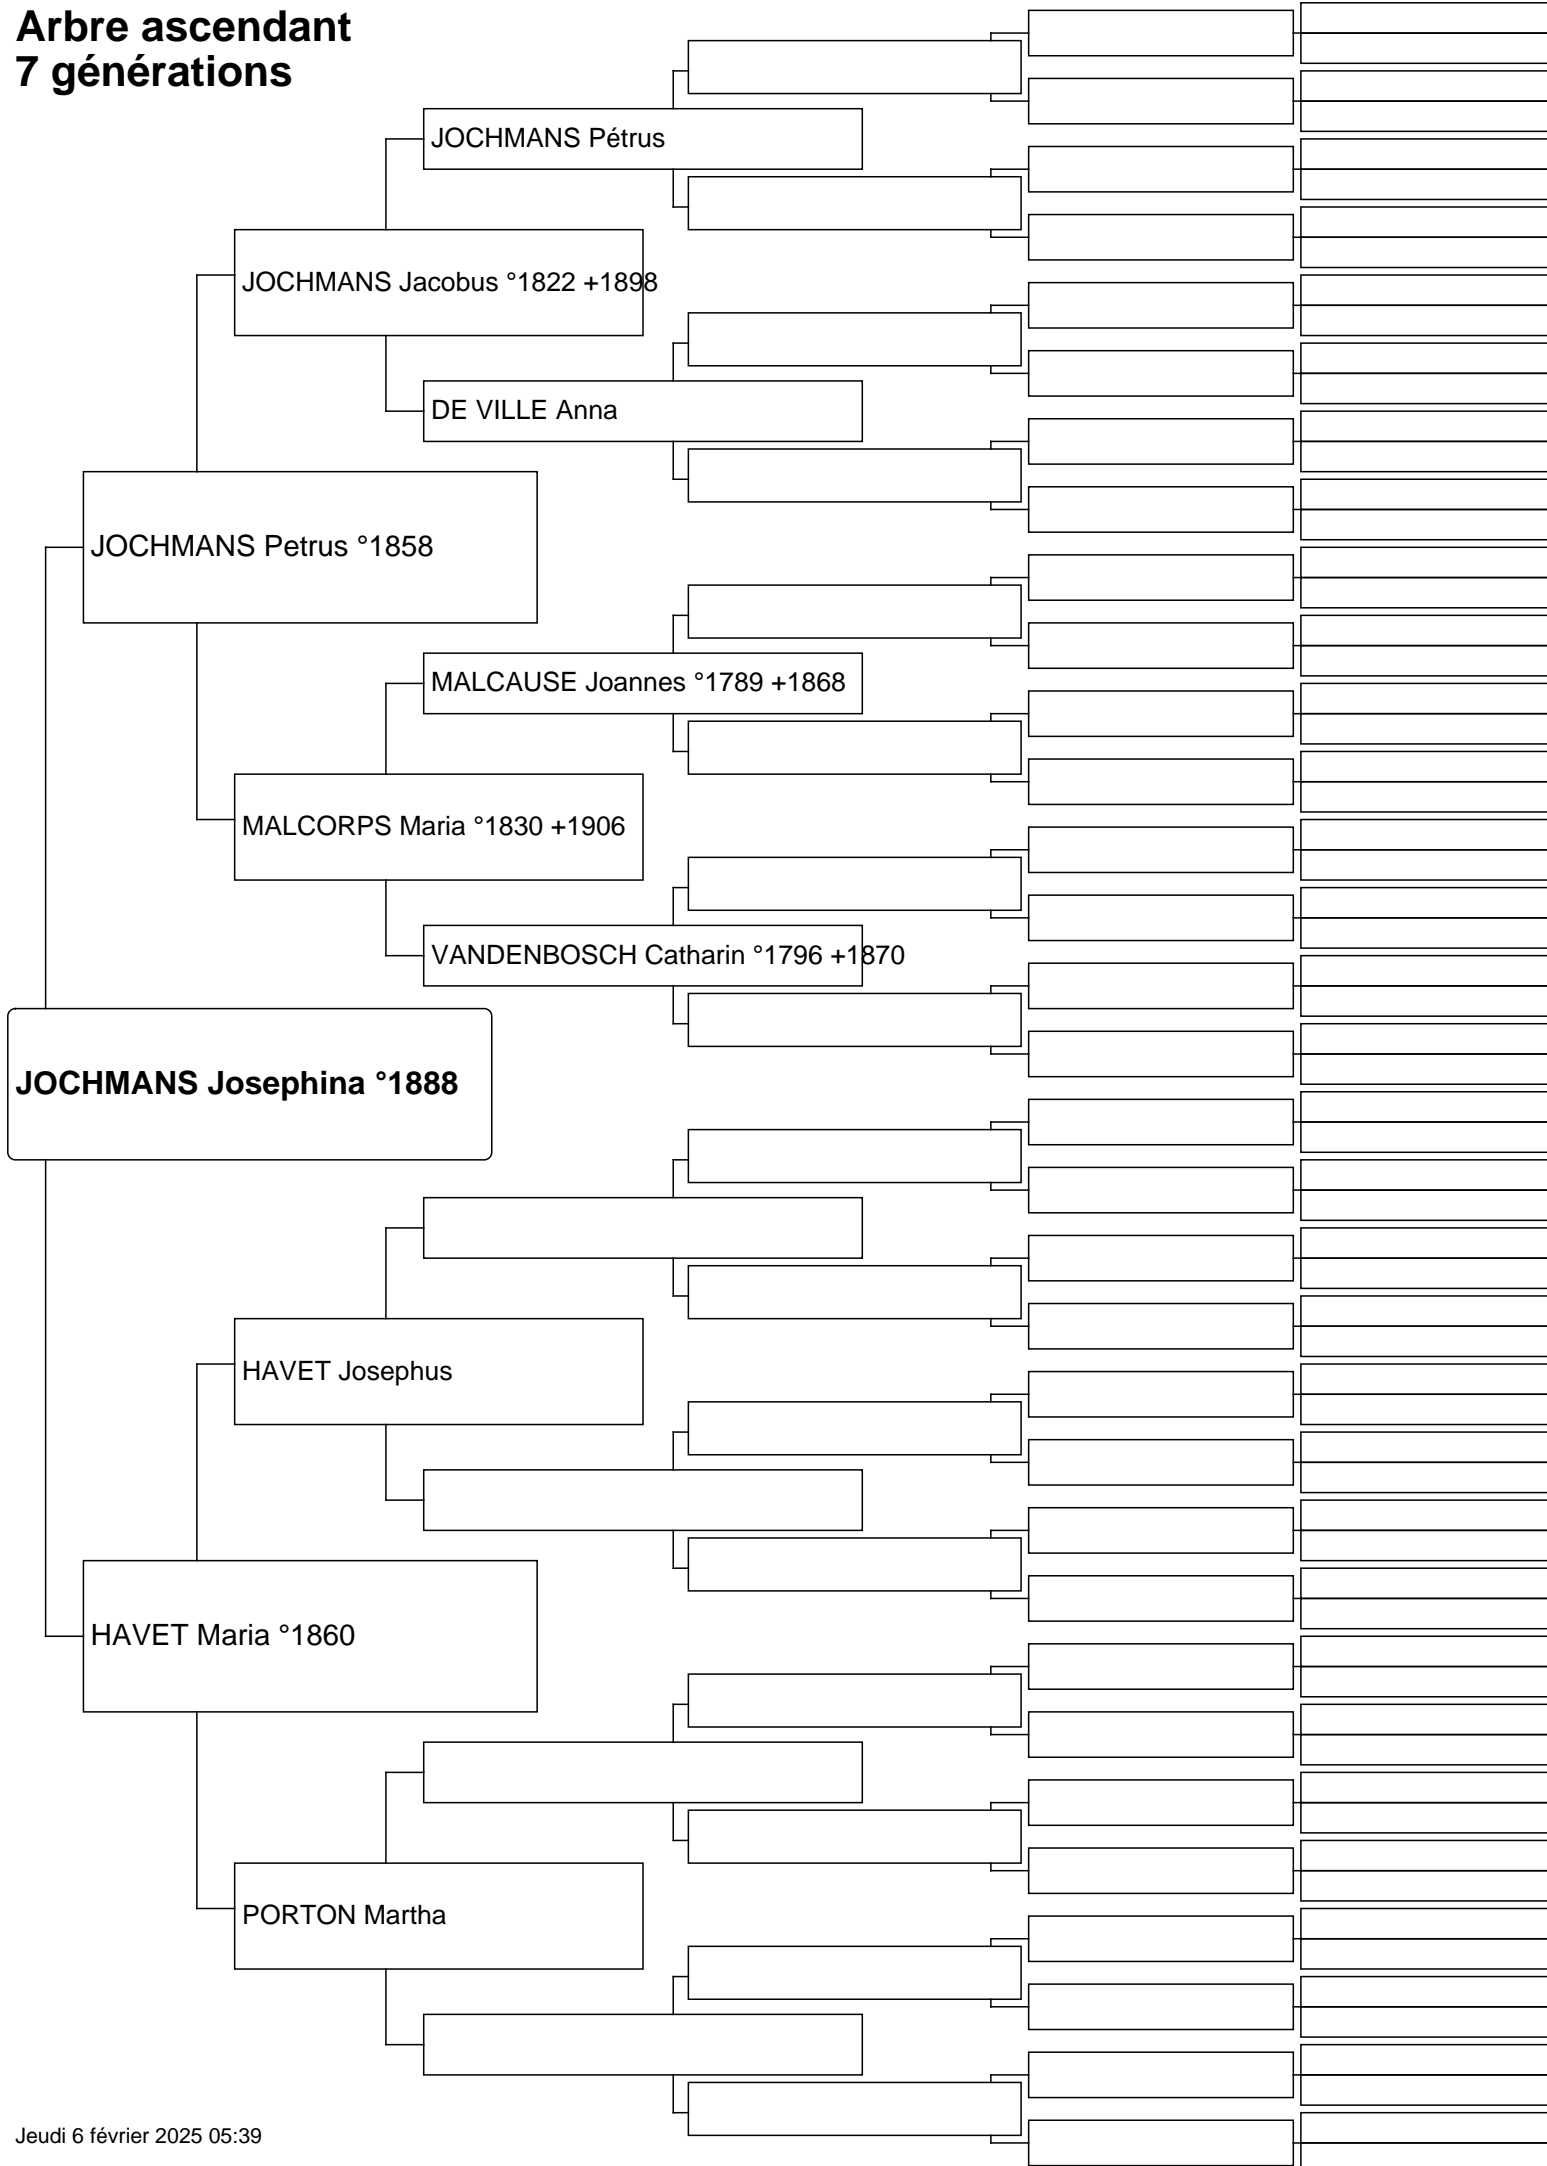 Arbre ascendant
7 générations
JOCHMANS Pétrus
JOCHMANS Jacobus °1822 +1898
DE VILLE Anna
JOCHMANS Petrus °1858
MALCAUSE Joannes °1789 +1868
MALCORPS Maria °1830 +1906
VANDENBOSCH Catharin °1796 +1870
JOCHMANS Josephina °1888
HAVET Josephus
HAVET Maria °1860
PORTON Martha
Jeudi 6 février 2025 05:39